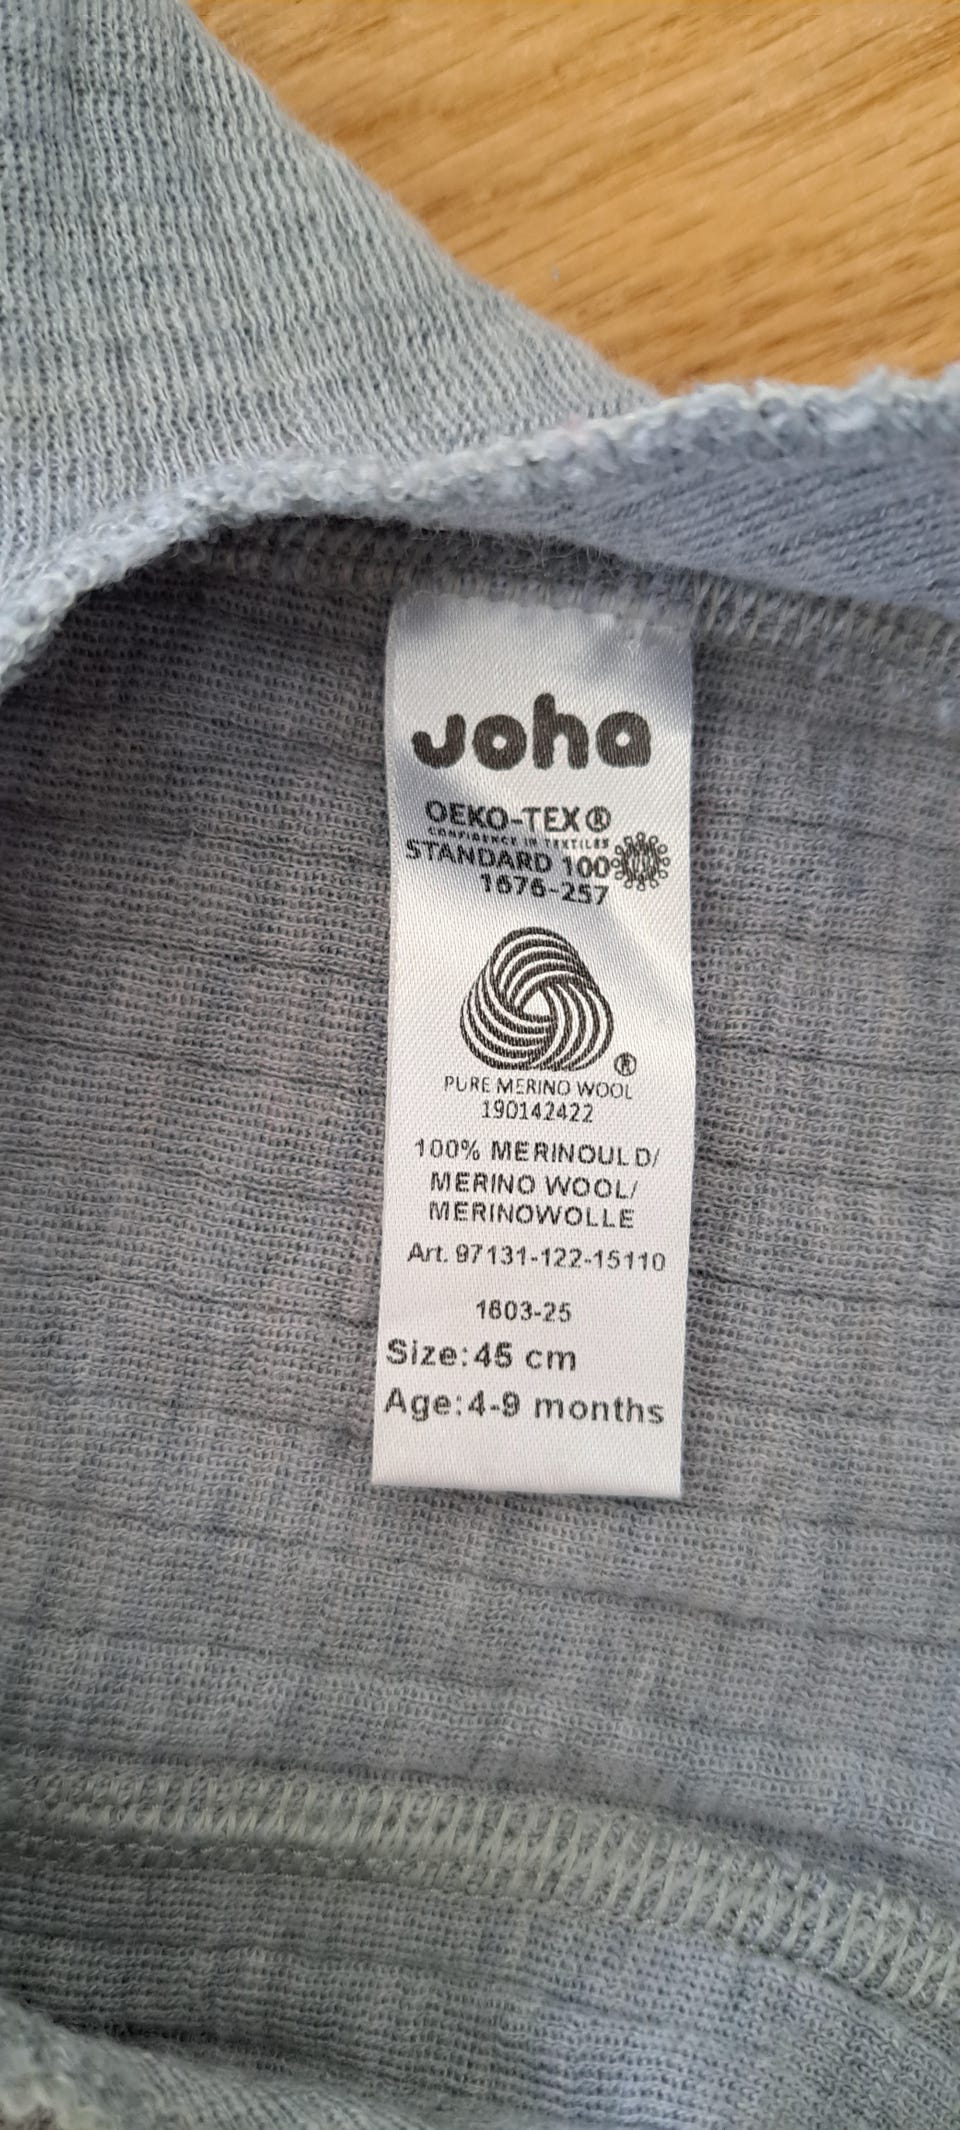 Joha
OEKO-TEX®
CONFIDENCE IN TEXTILES
STANDARD 100
1676-257
®
PURE MERINO WOOL
190142422
100% MERINOULD/
MERINO WOOL/
MERINOWOLLE
Art. 97131-122-15110
1603-25
Size: 45 cm
Age: 4-9 months